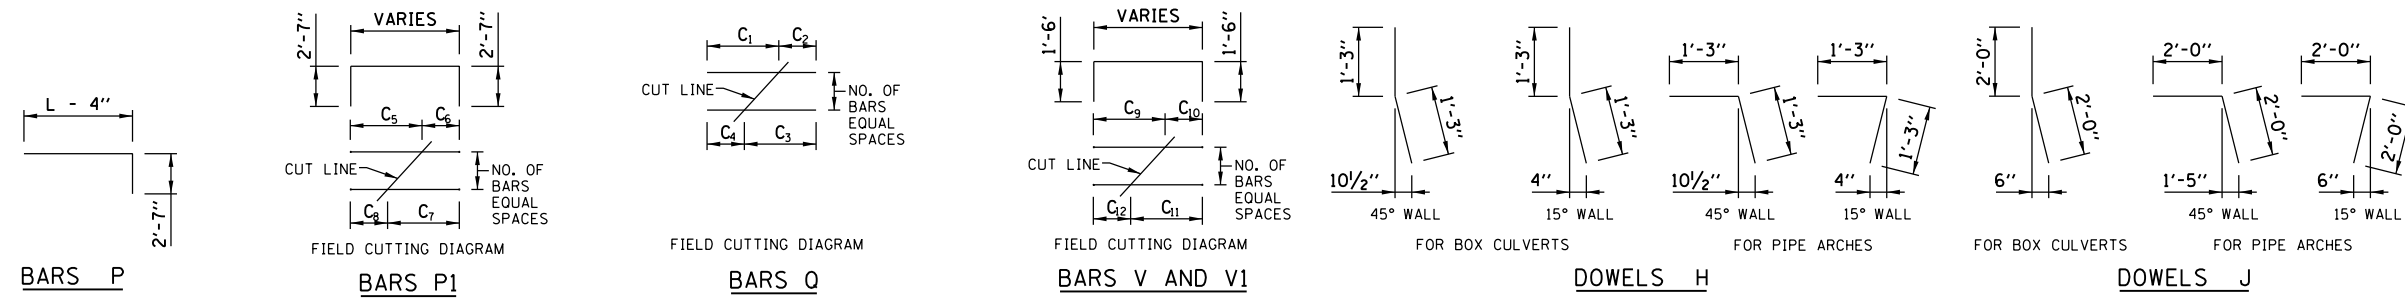 L - 4"
2'-7"
BARS P
VARIES
2'-7"
2'-7"
C5
C6
CUT LINE
NO. OF
BARS
EQUAL
SPACES
C8
C7
FIELD CUTTING DIAGRAM
BARS P1
C1
C2
CUT LINE
NO. OF
BARS
EQUAL
SPACES
C4
C3
FIELD CUTTING DIAGRAM
BARS Q
VARIES
1'-6'
1'-6"
C9
C10
CUT LINE
NO. OF
BARS
EQUAL
SPACES
C12
C11
FIELD CUTTING DIAGRAM
BARS V AND V1
1'-3"
1'-3"
10½"
45° WALL
1'-3"
1'-3"
4"
15° WALL
FOR BOX CULVERTS
1'-3"
1'-3"
10½"
45° WALL
1'-3"
1'-3"
4"
15° WALL
FOR PIPE ARCHES
DOWELS H
2'-0"
2'-0"
6"
FOR BOX CULVERTS
2'-0"
2'-0"
1'-5"
45° WALL
2'-0"
2'-0"
6"
15° WALL
FOR PIPE ARCHES
DOWELS J